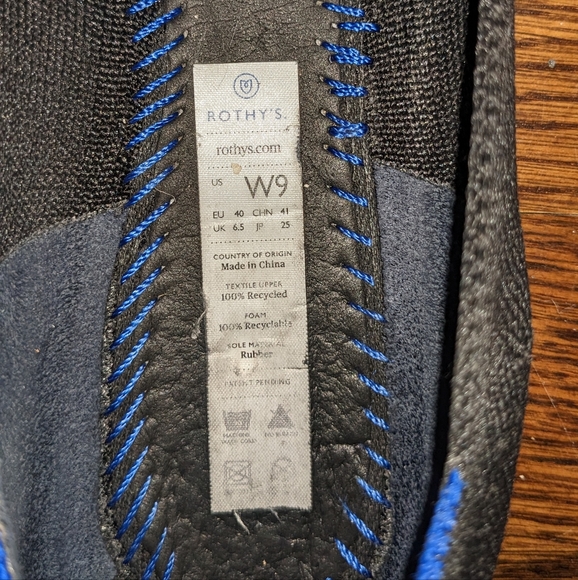 ROTHY'S.
rothys.com
US W9
EU 40 CHN 41
UK 6.5 JP 25
COUNTRY OF ORIGIN
Made in China
TEXTILE UPPER
100% Recycled
FOAM
100% Recyclable
SOLE MATERIAL
Rubber
PATENT PENDING